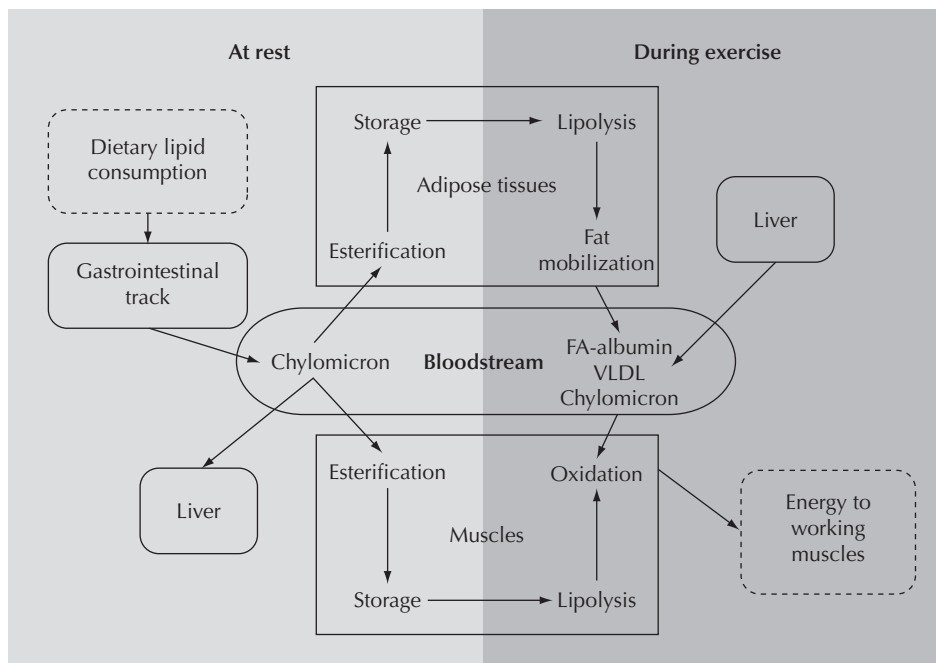 At rest
During exercise
Dietary lipid
consumption
Gastrointestinal
track
Storage
Lipolysis
Adipose tissues
Esterification
Fat
mobilization
Liver
Chylomicron
Bloodstream
FA-albumin
VLDL
Chylomicron
Liver
Esterification
Oxidation
Muscles
Storage
Lipolysis
Energy to
working
muscles